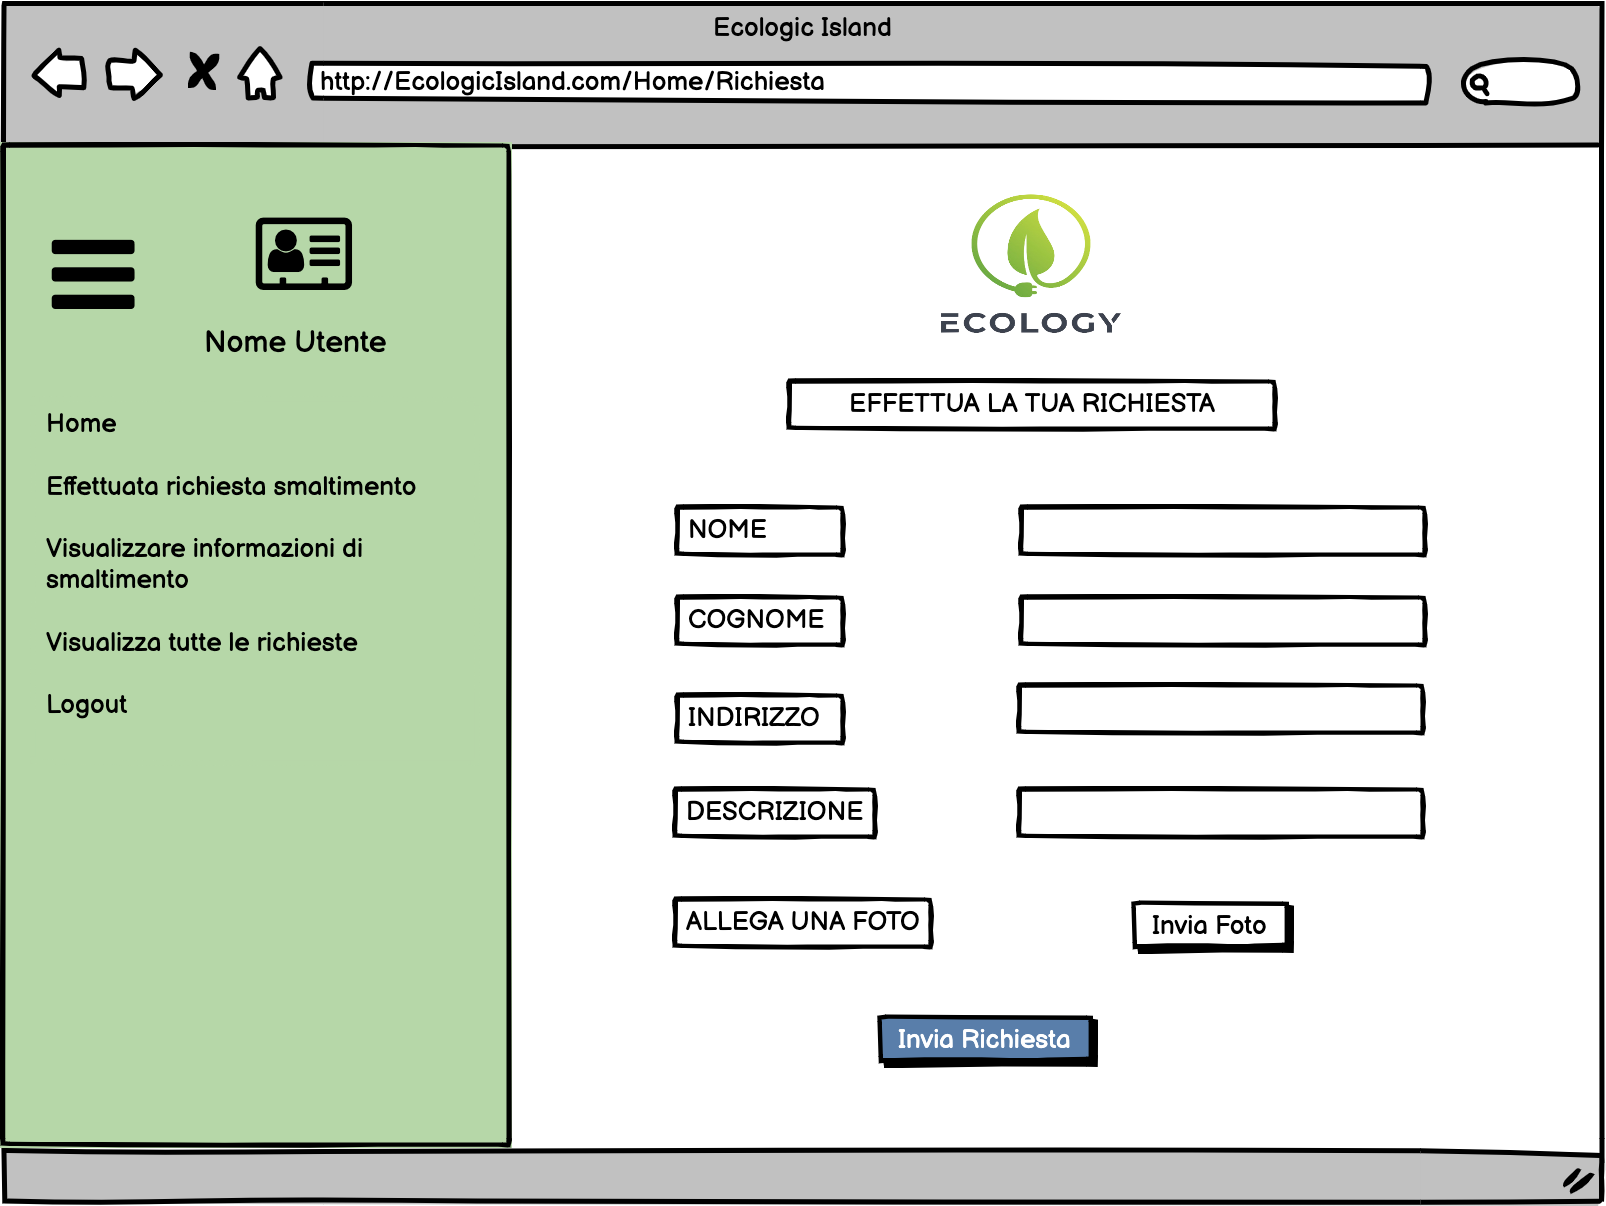 Ecologic Island
http://EcologicIsland.com/Home/Richiesta
Nome Utente
Home
Effettuata richiesta smaltimento
Visualizzare informazioni di
smaltimento
Visualizza tutte le richieste
Logout
ECOLOGY
EFFETTUA LA TUA RICHIESTA
NOME
COGNOME
INDIRIZZO
DESCRIZIONE
ALLEGA UNA FOTO
Invia Foto
Invia Richiesta